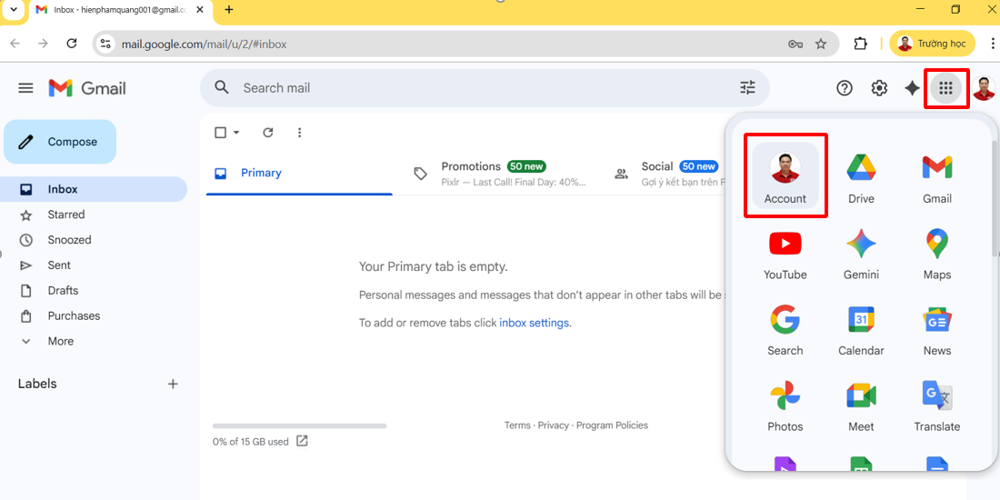 Inbox - hienphamquang001@gmail.c
mail.google.com/mail/u/2/#inbox
Trường học
Gmail
Search mail
Compose
Inbox
Starred
Snoozed
Sent
Drafts
Purchases
More
Labels
Primary
Promotions 50 new
Pixlr — Last Call! Final Day: 40%...
Social 50 new
Gợi ý kết bạn trên F
Your Primary tab is empty.
Personal messages and messages that don't appear in other tabs will be
To add or remove tabs click inbox settings.
0% of 15 GB used
Terms · Privacy · Program Policies
Account
Drive
Gmail
YouTube
Gemini
Maps
Search
31
Calendar
News
Photos
Meet
Translate